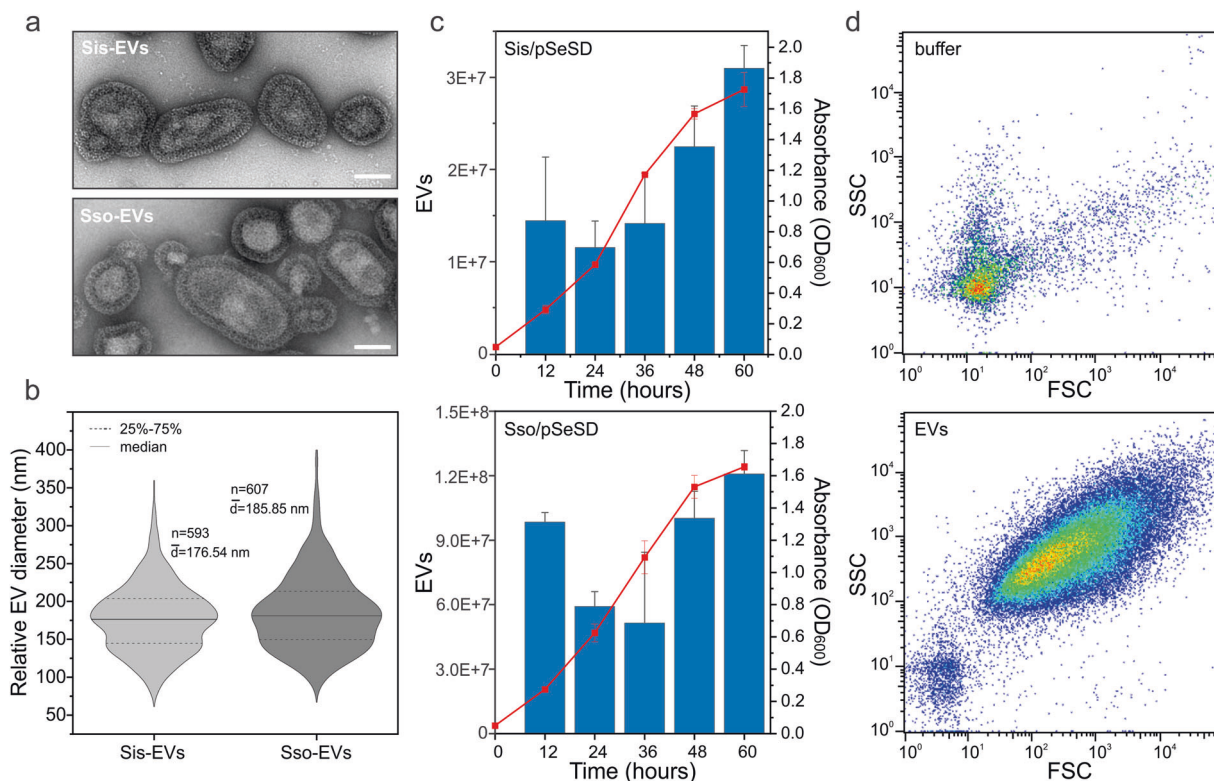 a
Sis-EVs
Sso-EVs
b
Relative EV diameter (nm)
450
400
350
300
250
200
150
100
50
25%-75%
median
n=593
d̅=176.54 nm
n=607
d̅=185.85 nm
Sis-EVs
Sso-EVs
c
Sis/pSeSD
EVs
3E+7
2E+7
1E+7
0
Absorbance (OD600)
2.0
1.8
1.6
1.4
1.2
1.0
0.8
0.6
0.4
0.2
0.0
0 12 24 36 48 60
Time (hours)
Sso/pSeSD
EVs
1.5E+8
1.2E+8
9.0E+7
6.0E+7
3.0E+7
0
Absorbance (OD600)
2.0
1.8
1.6
1.4
1.2
1.0
0.8
0.6
0.4
0.2
0.0
0 12 24 36 48 60
Time (hours)
d
buffer
SSC
10⁴
10³
10²
10¹
10⁰
10⁰ 10¹ 10² 10³ 10⁴
FSC
EVs
SSC
10⁴
10³
10²
10¹
10⁰
10⁰ 10¹ 10² 10³ 10⁴
FSC